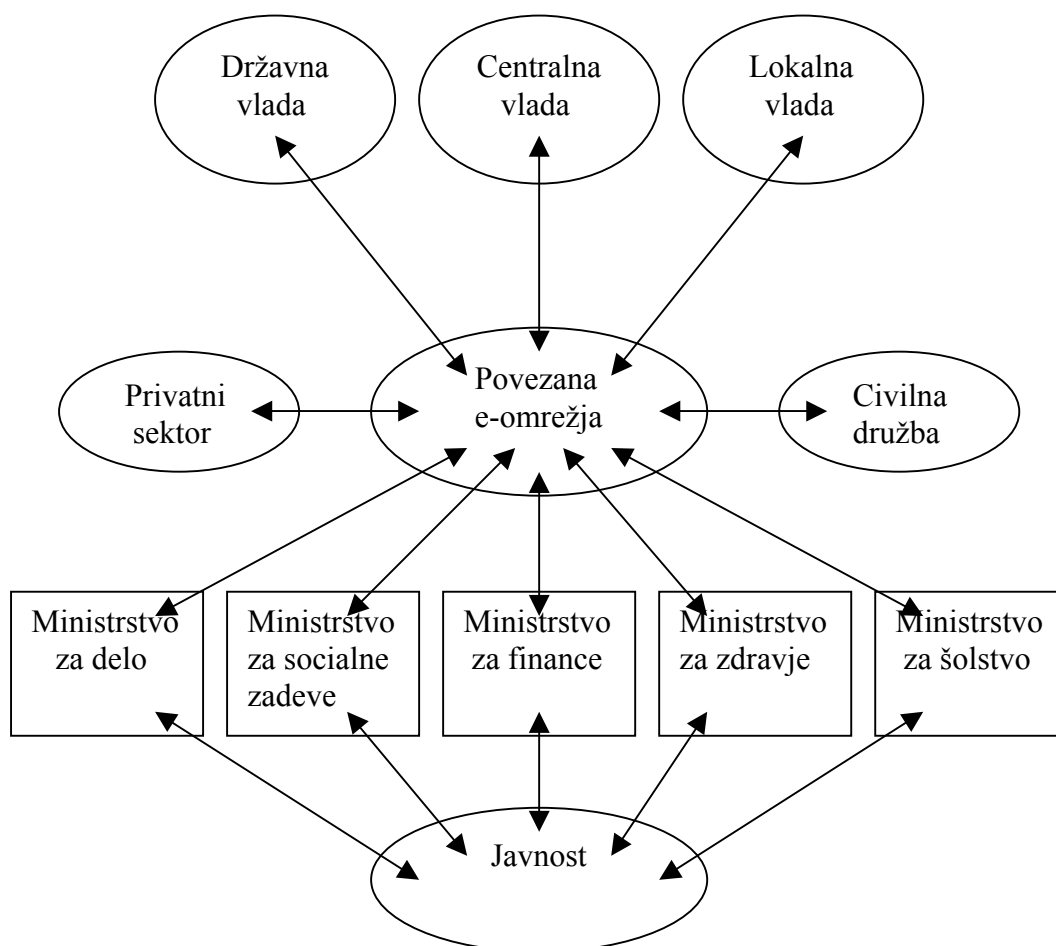 Državna
vlada
Centralna
vlada
Lokalna
vlada
Privatni
sektor
Povezana
e-omrežja
Civilna
družba
Ministrstvo
za delo
Ministrstvo
za socialne
zadeve
Ministrstvo
za finance
Ministrstvo
za zdravje
Ministrstvo
za šolstvo
Javnost